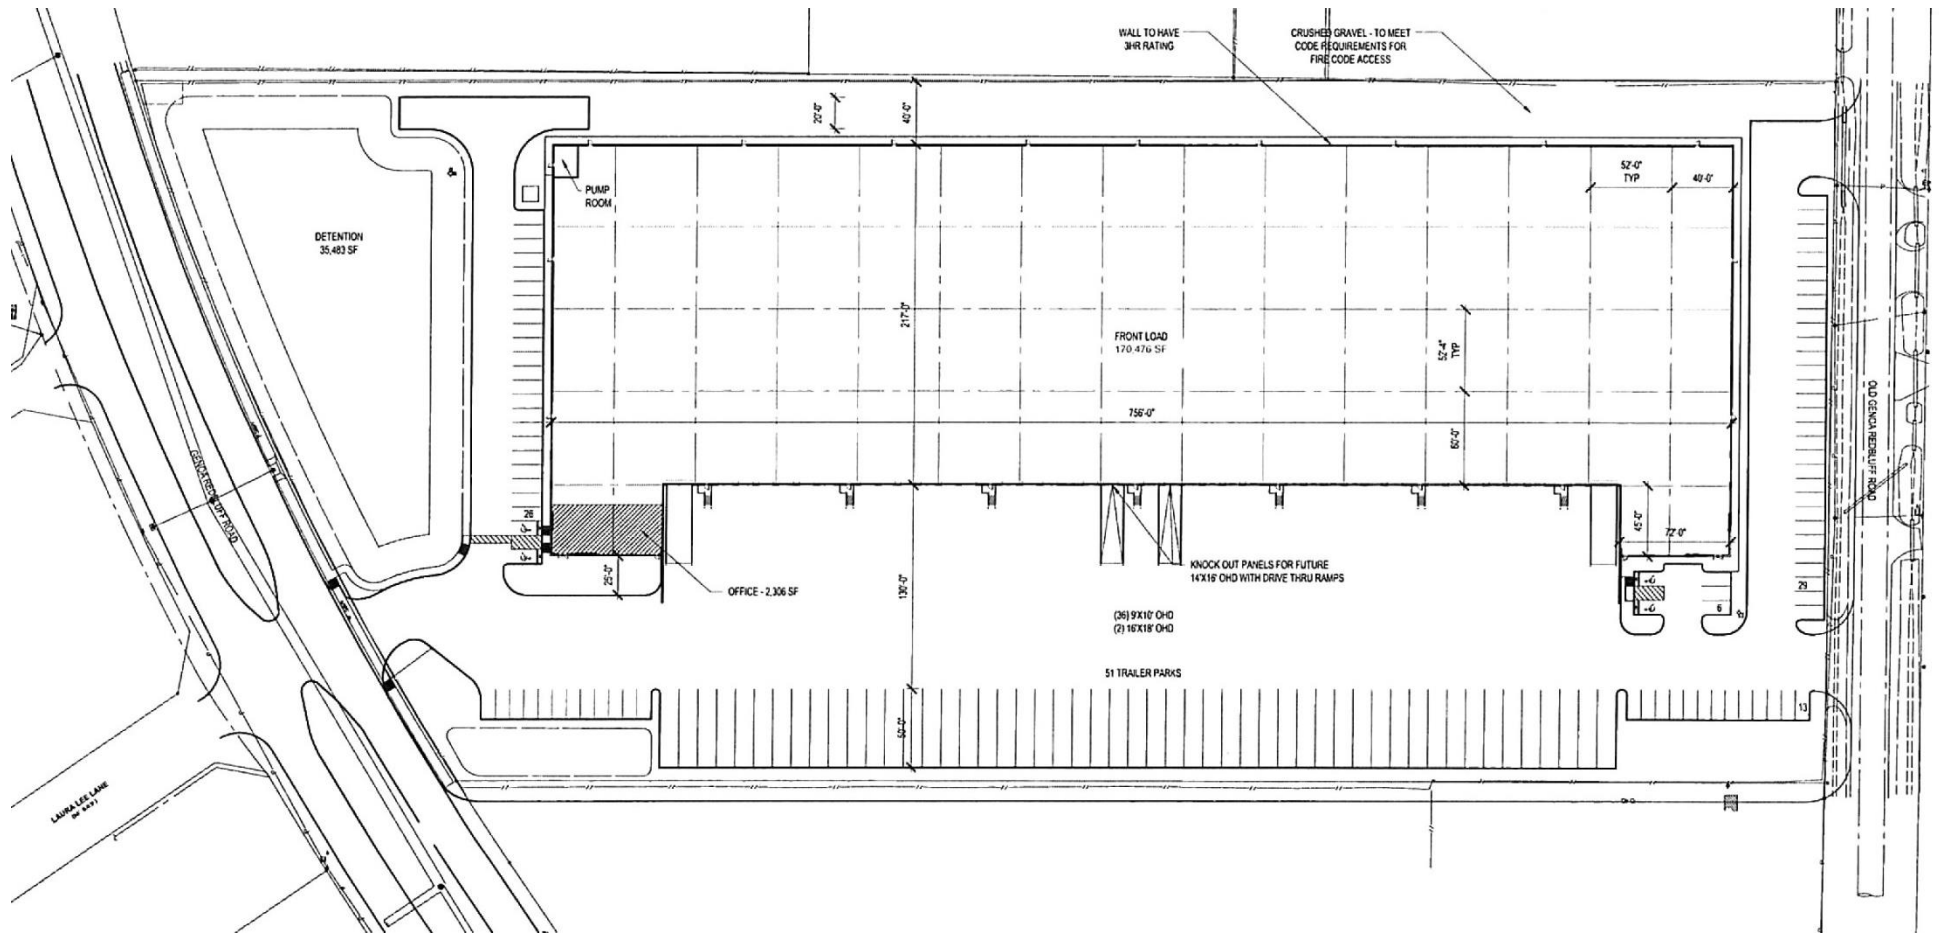 WALL TO HAVE
3HR RATING
CRUSHED GRAVEL - TO MEET
CODE REQUIREMENTS FOR
FIRE CODE ACCESS
20'-0"
40'-0"
52'-0"
TYP
40'-0"
PUMP
ROOM
DETENTION
35,483 SF
217'-0"
FRONT LOAD
170,476 SF
52'-4"
TYP
756'-0"
60'-0"
OLD GENOA REDBLUFF ROAD
GENOA RED BLUFF ROAD
26
45'-0"
72'-0"
25'-0"
OFFICE - 2,306 SF
130'-0"
KNOCK OUT PANELS FOR FUTURE
14'X16' OHD WITH DRIVE THRU RAMPS
29
6
(36) 9'X10' OHD
(2) 16'X18' OHD
51 TRAILER PARKS
13
50'-0"
LAURA LEE LANE